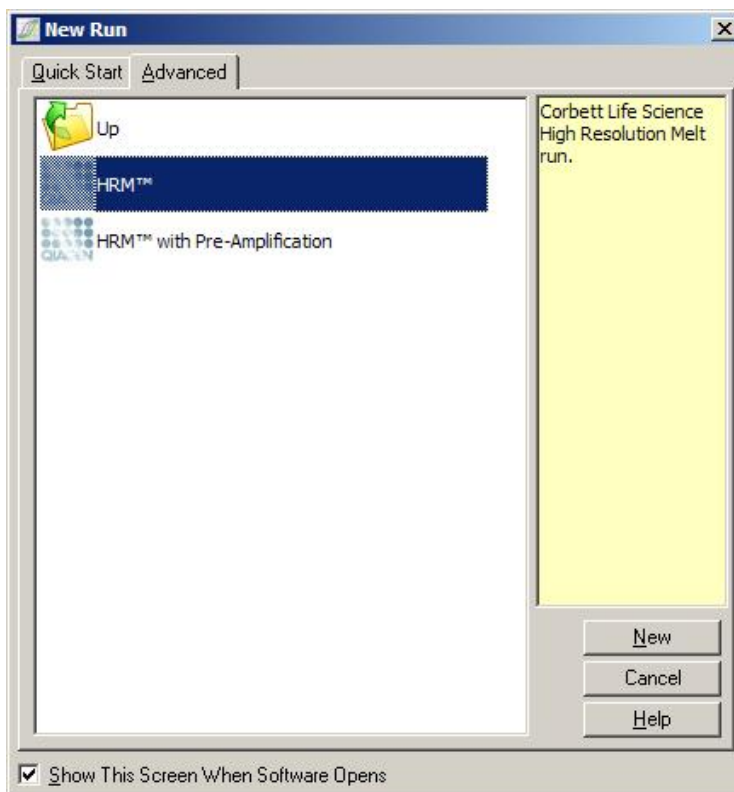 New Run
Quick Start
Advanced
Up
HRM™
QIAGEN
HRM™ with Pre-Amplification
Corbett Life Science
High Resolution Melt
run.
New
Cancel
Help
Show This Screen When Software Opens